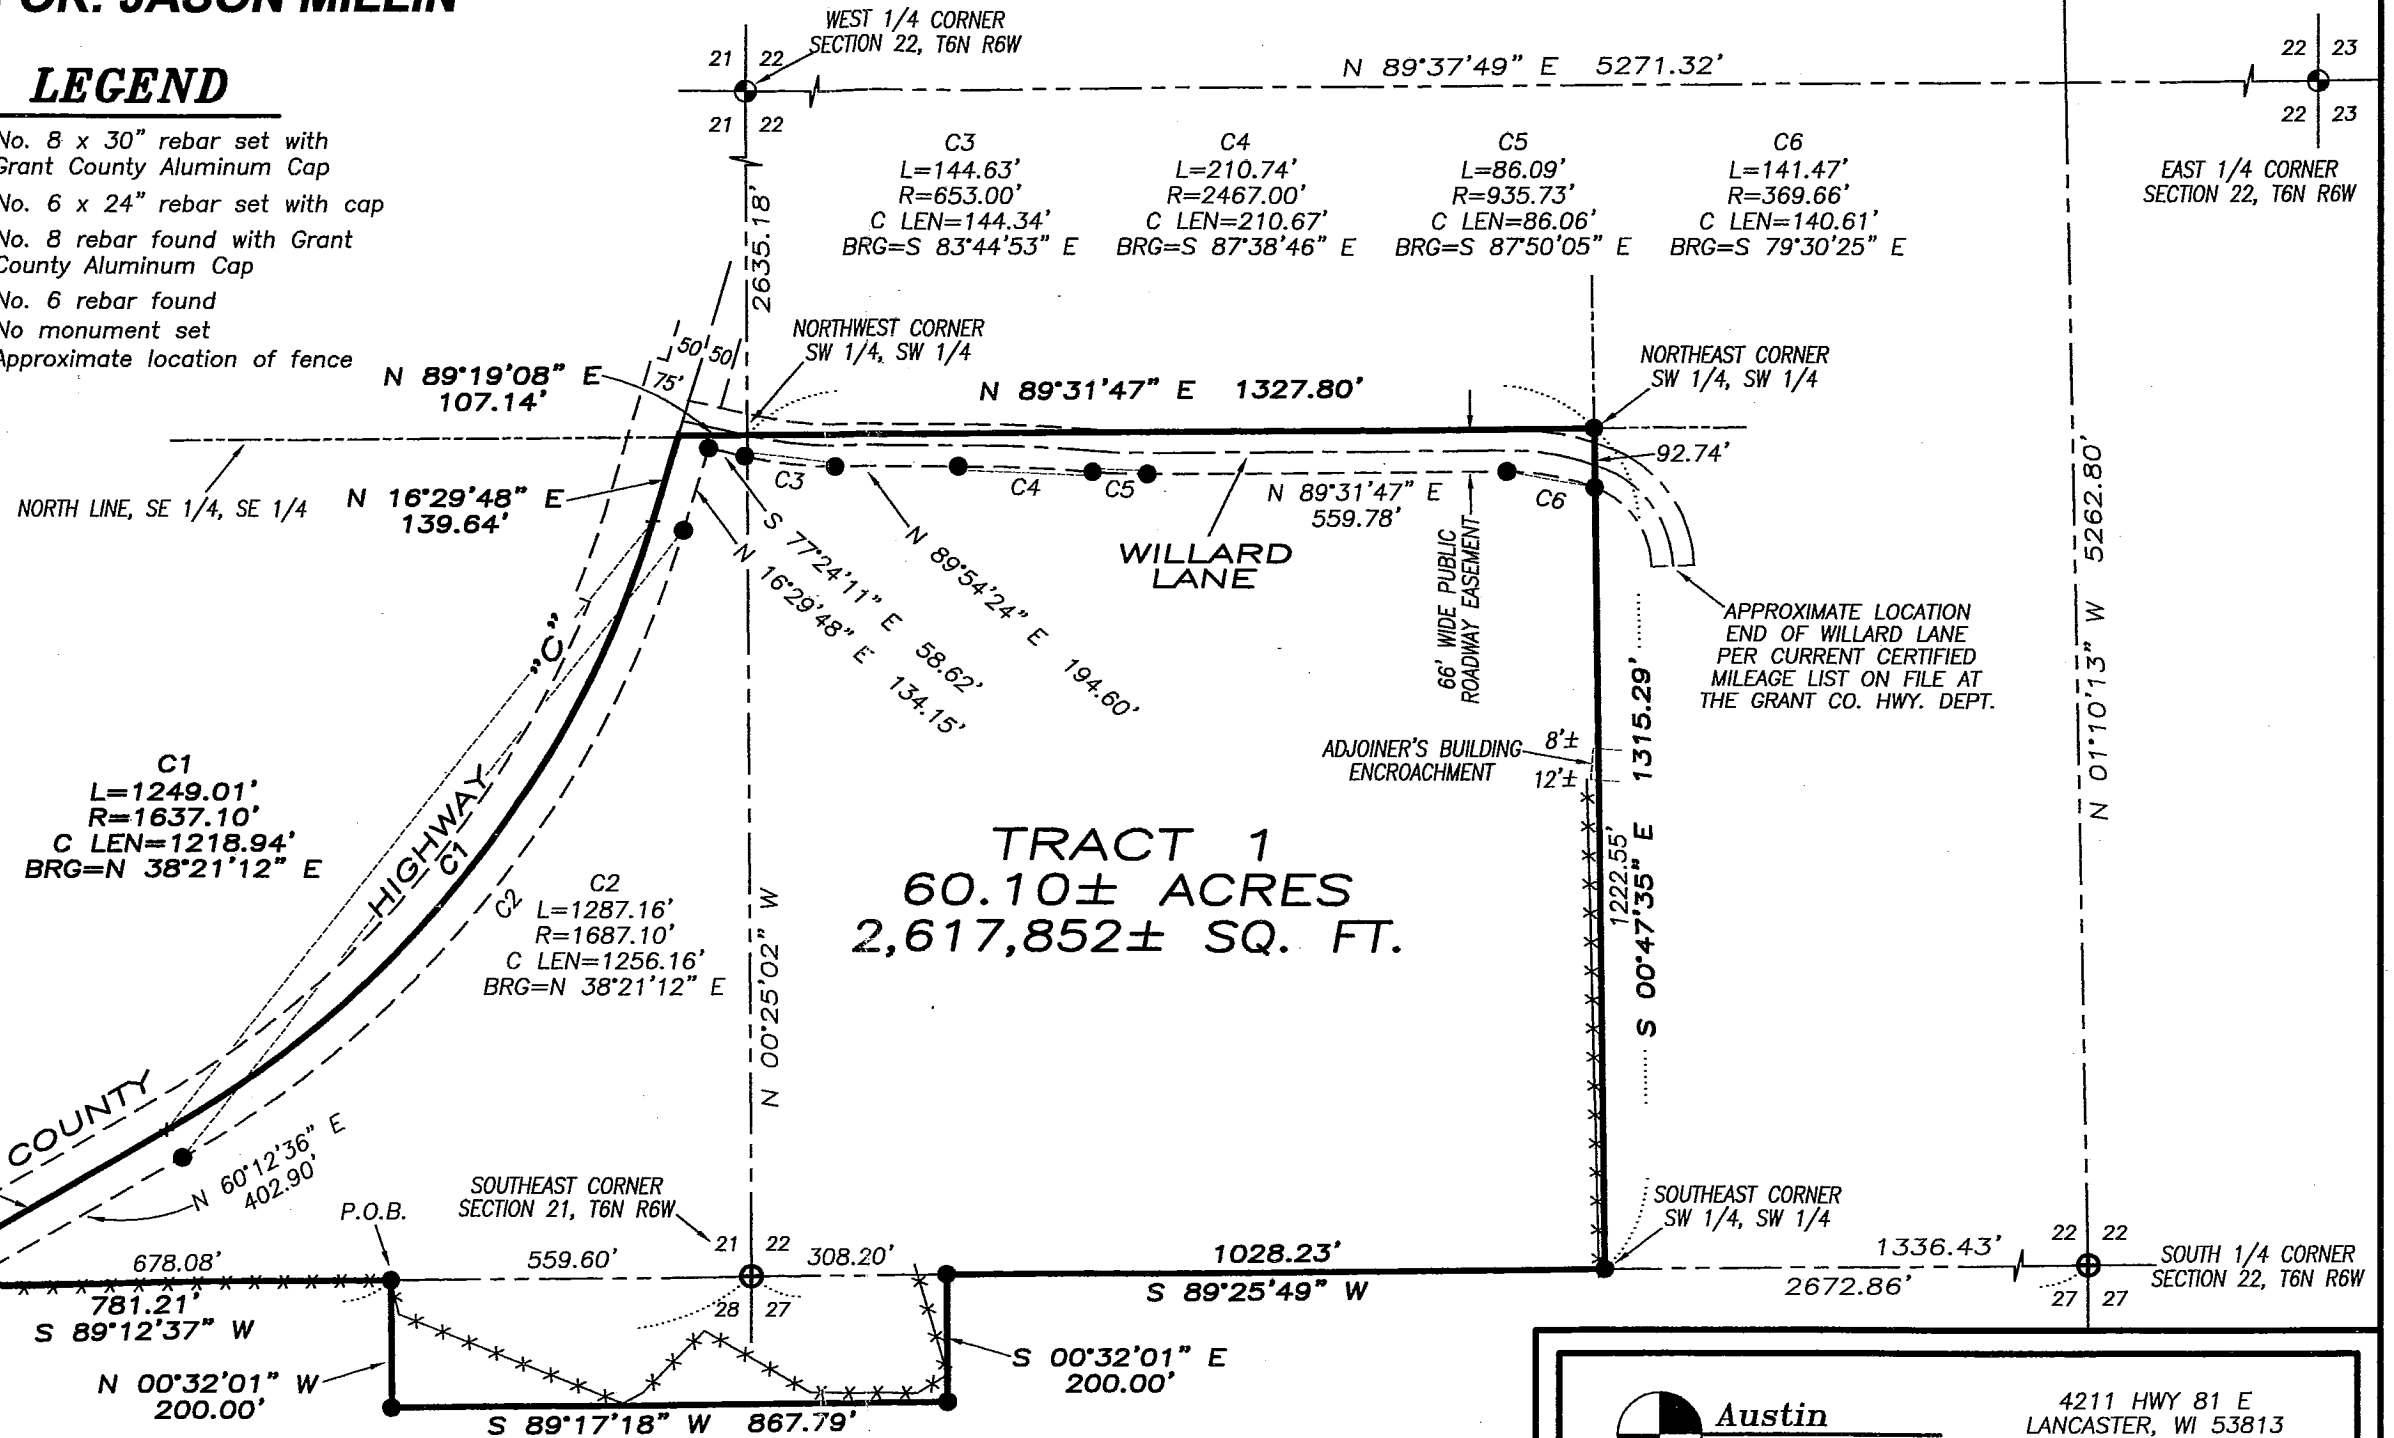 FOR: JASON MILLIN
LEGEND
No. 8 x 30" rebar set with
Grant County Aluminum Cap
No. 6 x 24" rebar set with cap
No. 8 rebar found with Grant
County Aluminum Cap
No. 6 rebar found
No monument set
Approximate location of fence
WEST 1/4 CORNER
SECTION 22, T6N R6W
21 22
21 22
N 89°37'49" E 5271.32'
22 23
22 23
EAST 1/4 CORNER
SECTION 22, T6N R6W
C3
L=144.63'
R=653.00'
C LEN=144.34'
BRG=S 83°44'53" E
C4
L=210.74'
R=2467.00'
C LEN=210.67'
BRG=S 87°38'46" E
C5
L=86.09'
R=935.73'
C LEN=86.06'
BRG=S 87°50'05" E
C6
L=141.47'
R=369.66'
C LEN=140.61'
BRG=S 79°30'25" E
2635.18'
NORTHWEST CORNER
SW 1/4, SW 1/4
NORTHEAST CORNER
SW 1/4, SW 1/4
50' 50'
75'
N 89°19'08" E
107.14'
N 89°31'47" E 1327.80'
92.74'
NORTH LINE, SE 1/4, SE 1/4
N 16°29'48" E
139.64'
C3
C4
C5
C6
N 89°31'47" E
559.78'
S 77°24'11" E 58.62'
N 16°29'48" E 134.15'
N 89°54'24" E 194.60'
WILLARD
LANE
66' WIDE PUBLIC
ROADWAY EASEMENT
APPROXIMATE LOCATION
END OF WILLARD LANE
PER CURRENT CERTIFIED
MILEAGE LIST ON FILE AT
THE GRANT CO. HWY. DEPT.
N 01°10'13" W 5262.80'
ADJOINER'S BUILDING
ENCROACHMENT
8'±
12'±
S 00°47'35" E 1315.29'
1222.55'
C1
L=1249.01'
R=1637.10'
C LEN=1218.94'
BRG=N 38°21'12" E
COUNTY HIGHWAY "C"
C1
C2
C2
L=1287.16'
R=1687.10'
C LEN=1256.16'
BRG=N 38°21'12" E
N 00°25'02" W
TRACT 1
60.10± ACRES
2,617,852± SQ. FT.
N 60°12'36" E
402.90'
P.O.B.
SOUTHEAST CORNER
SECTION 21, T6N R6W
SOUTHEAST CORNER
SW 1/4, SW 1/4
678.08'
781.21'
S 89°12'37" W
559.60'
21 22
28 27
308.20'
1028.23'
S 89°25'49" W
1336.43'
2672.86'
22 22
27 27
SOUTH 1/4 CORNER
SECTION 22, T6N R6W
N 00°32'01" W
200.00'
S 00°32'01" E
200.00'
S 89°17'18" W 867.79'
Austin
4211 HWY 81 E
LANCASTER, WI 53813